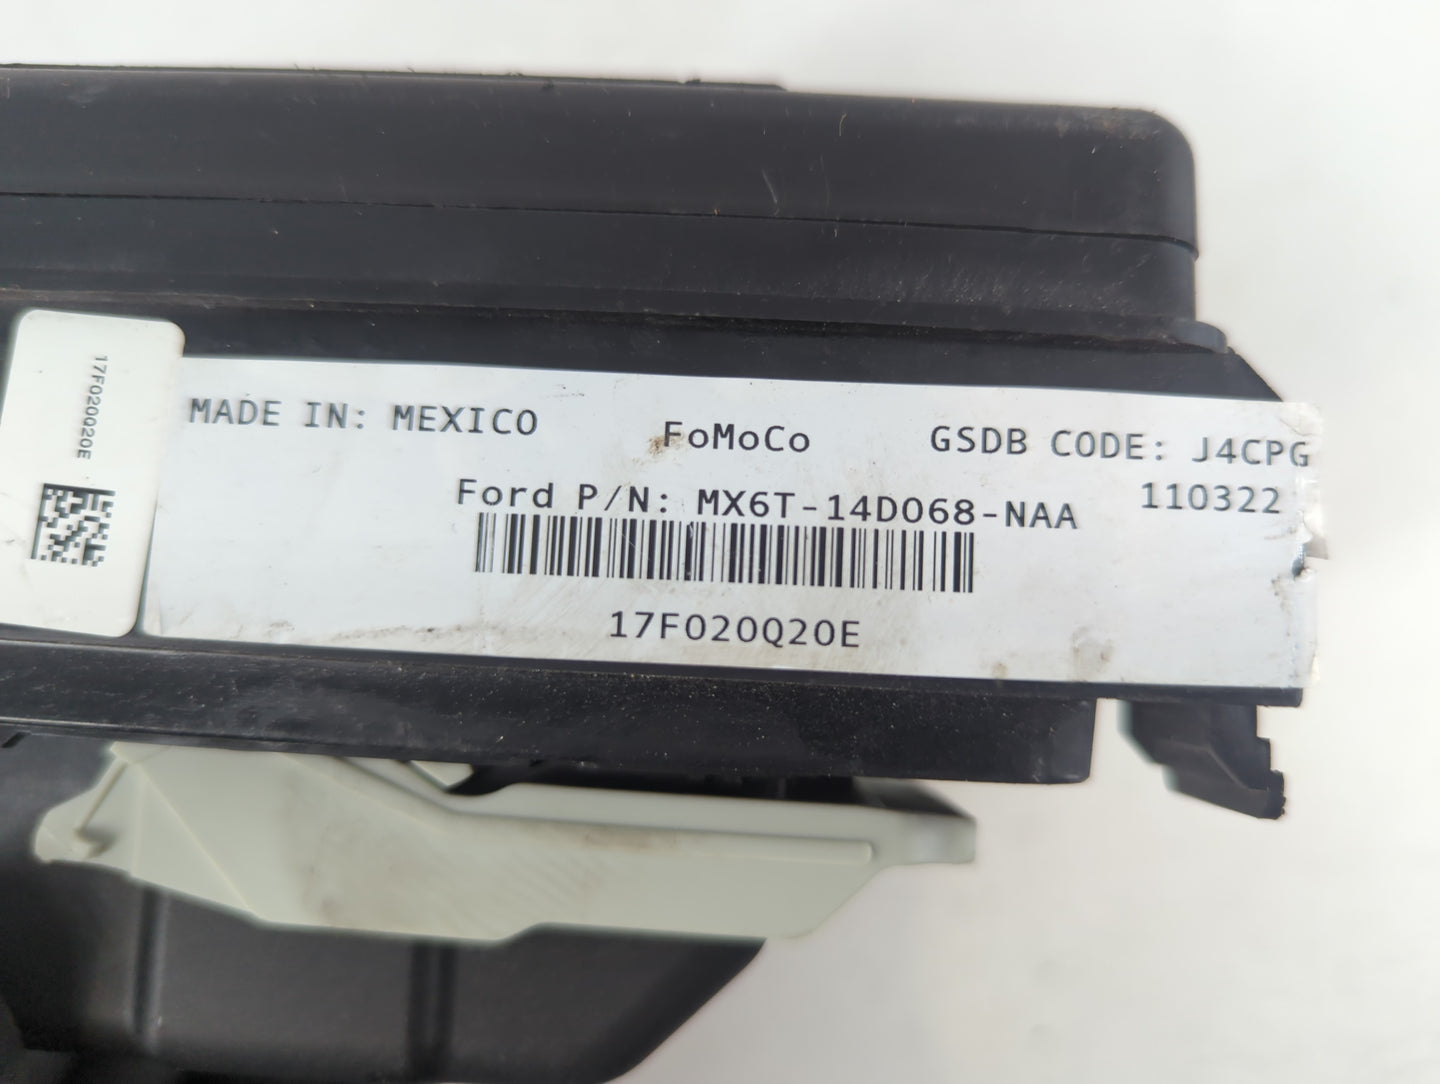 17F020Q20E
MADE IN: MEXICO
FoMoCo
GSDB CODE: J4CPG
Ford P/N: MX6T-14D068-NAA
110322
17F020Q20E